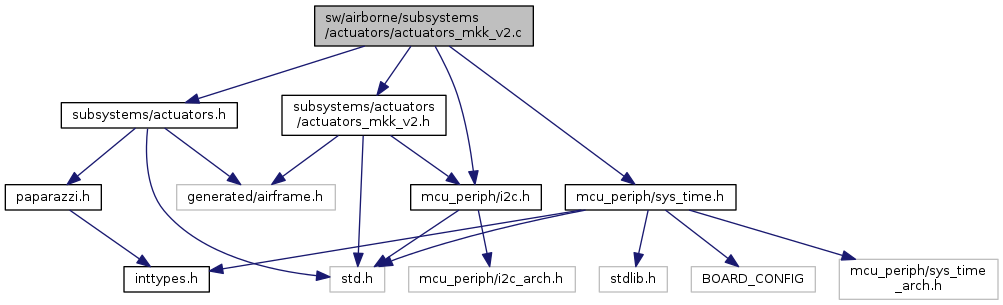 sw/airborne/subsystems
/actuators/actuators_mkk_v2.c
subsystems/actuators.h
subsystems/actuators
/actuators_mkk_v2.h
paparazzi.h
generated/airframe.h
mcu_periph/i2c.h
mcu_periph/sys_time.h
inttypes.h
std.h
mcu_periph/i2c_arch.h
stdlib.h
BOARD_CONFIG
mcu_periph/sys_time
_arch.h